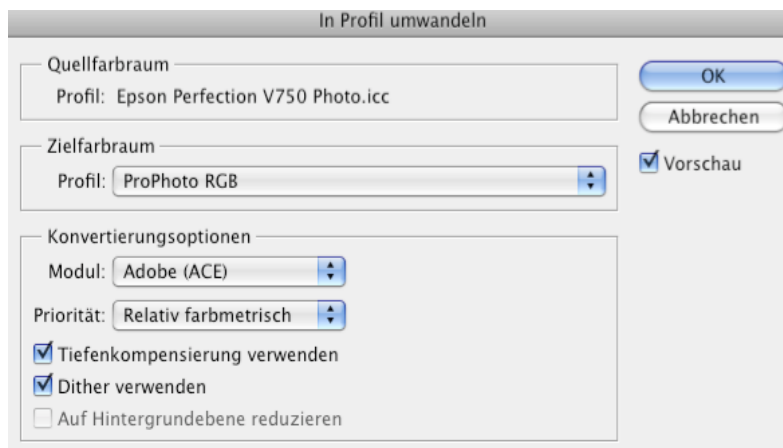 In Profil umwandeln
Quellfarbraum
Profil: Epson Perfection V750 Photo.icc
OK
Abbrechen
Zielfarbraum
Profil: ProPhoto RGB
Vorschau
Konvertierungsoptionen
Modul: Adobe (ACE)
Priorität: Relativ farbmetrisch
Tiefenkompensierung verwenden
Dither verwenden
Auf Hintergrundebene reduzieren